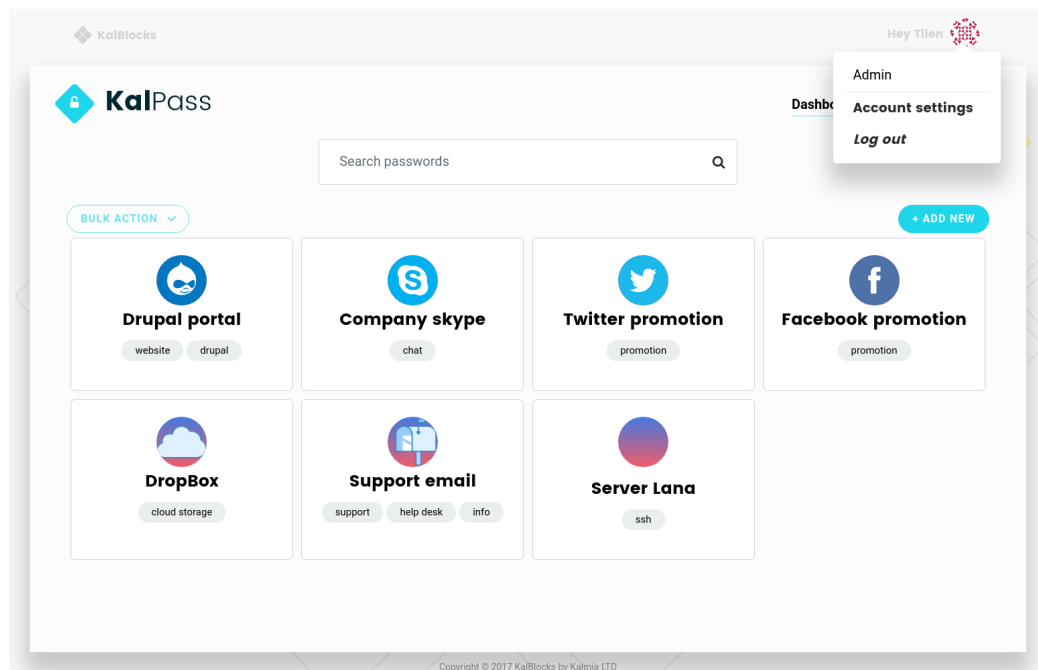 KalBlocks
Hey Tilen
Admin
Account settings
Log out
KalPass
Search passwords
BULK ACTION
+ ADD NEW
Drupal portal
website drupal
Company skype
chat
Twitter promotion
promotion
Facebook promotion
promotion
DropBox
cloud storage
Support email
support help desk info
Server Lana
ssh
Copyright © 2017 KalBlocks by Kalmia LTD